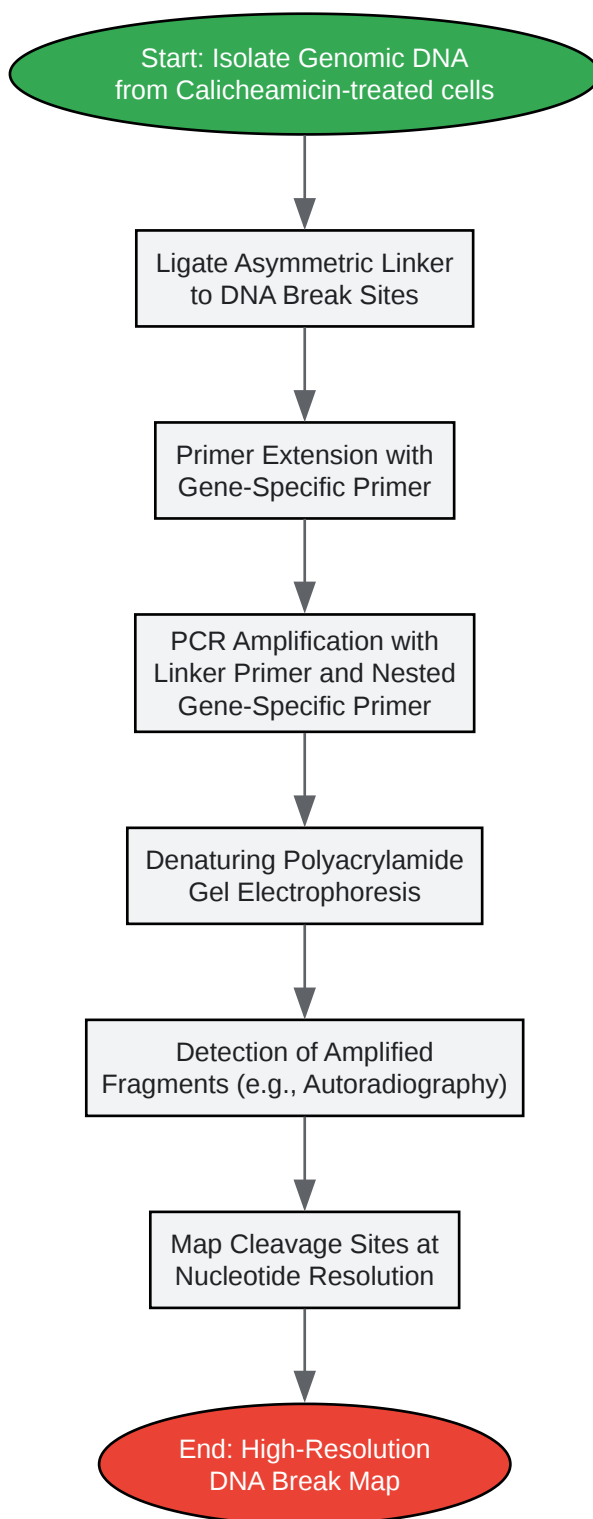 Start: Isolate Genomic DNA
from Calicheamicin-treated cells
Ligate Asymmetric Linker
to DNA Break Sites
Primer Extension with
Gene-Specific Primer
PCR Amplification with
Linker Primer and Nested
Gene-Specific Primer
Denaturing Polyacrylamide
Gel Electrophoresis
Detection of Amplified
Fragments (e.g., Autoradiography)
Map Cleavage Sites at
Nucleotide Resolution
End: High-Resolution
DNA Break Map